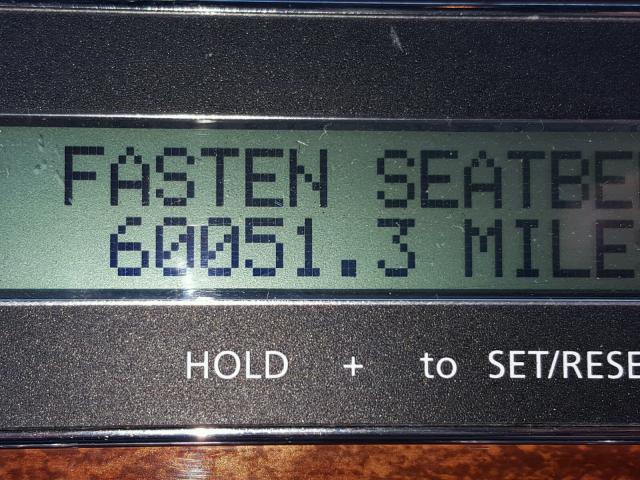 FASTEN SEATBE
60051.3 MILE
HOLD + to SET/RESE